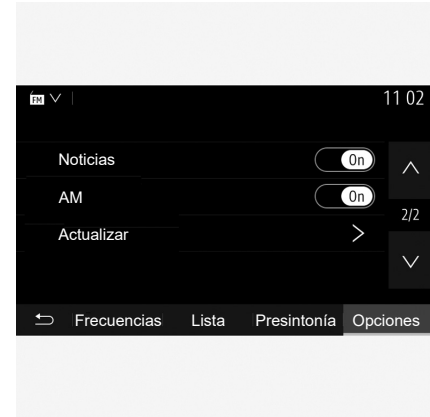 FM 11 02
Noticias On
AM On
2/2
Actualizar
Frecuencias Lista Presintonía Opciones